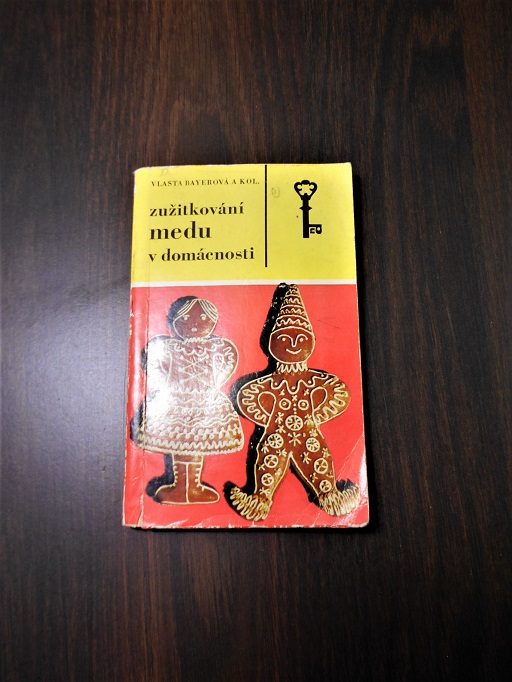 VLASTA BAYEROVÁ A KOL.
zužitkování
medu
v domácnosti